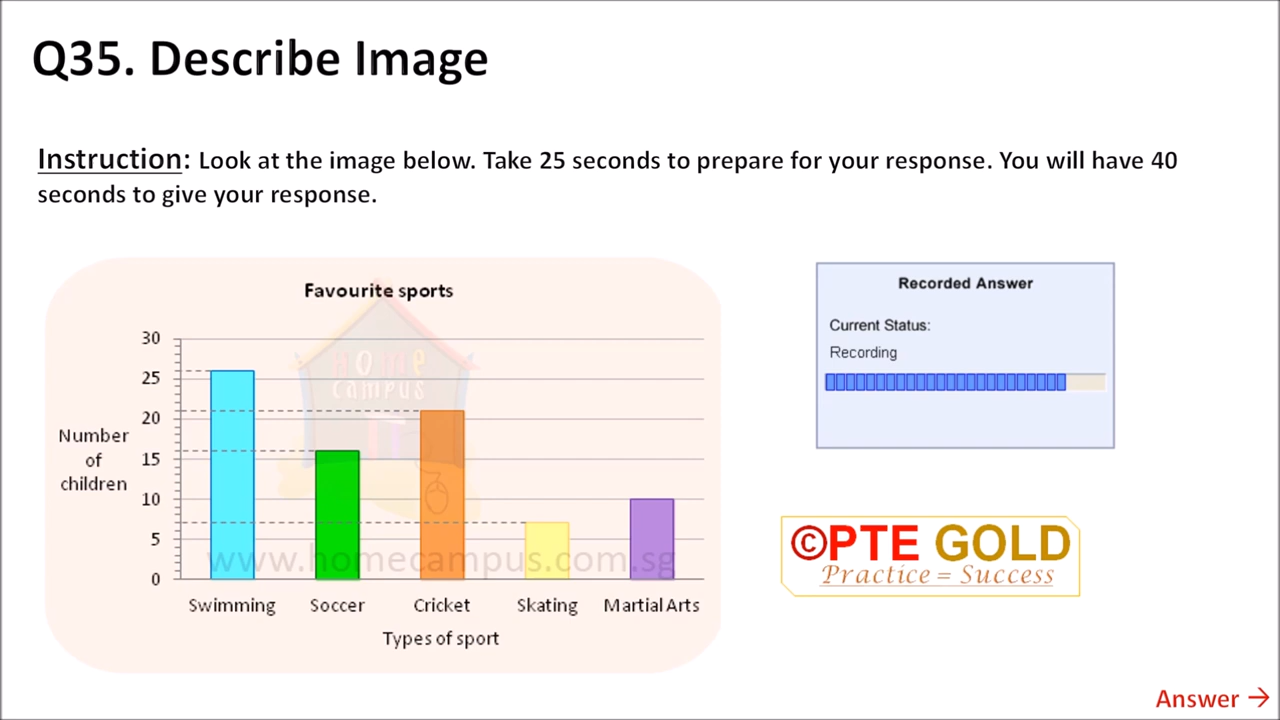 Q35. Describe Image
Instruction: Look at the image below. Take 25 seconds to prepare for your response. You will have 40
seconds to give your response.
Favourite sports
30
25
20
15
10
5
0
Number
of
children
Swimming Soccer Cricket Skating Martial Arts
Types of sport
HOME
campus
www.homecampus.com.sg
Recorded Answer
Current Status:
Recording
©PTE GOLD
Practice = Success
Answer →